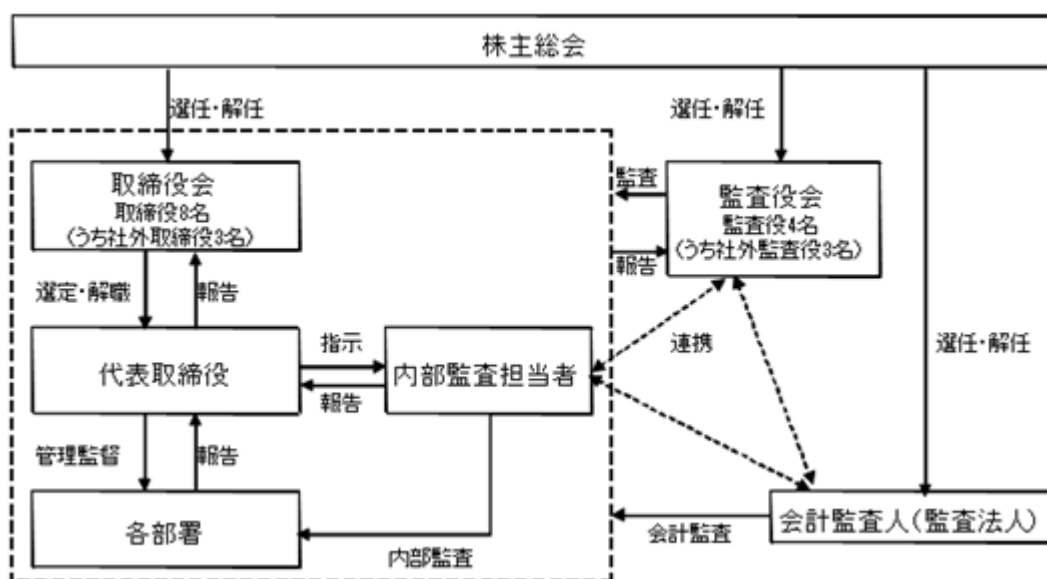 株主総会
選任・解任
選任・解任
取締役会
取締役8名
(うち社外取締役3名)
監査
監査役会
監査役4名
(うち社外監査役3名)
報告
選定・解職
報告
指示
連携
選任・解任
代表取締役
内部監査担当者
報告
管理監督
報告
各部署
内部監査
会計監査
会計監査人(監査法人)